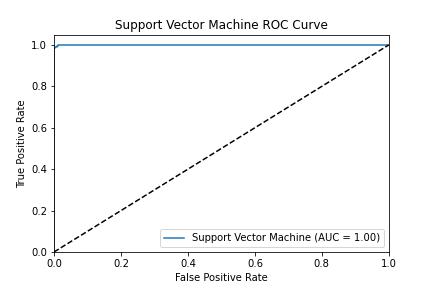 Support Vector Machine ROC Curve
True Positive Rate
1.0
0.8
0.6
0.4
0.2
0.0
Support Vector Machine (AUC = 1.00)
0.0 0.2 0.4 0.6 0.8 1.0
False Positive Rate